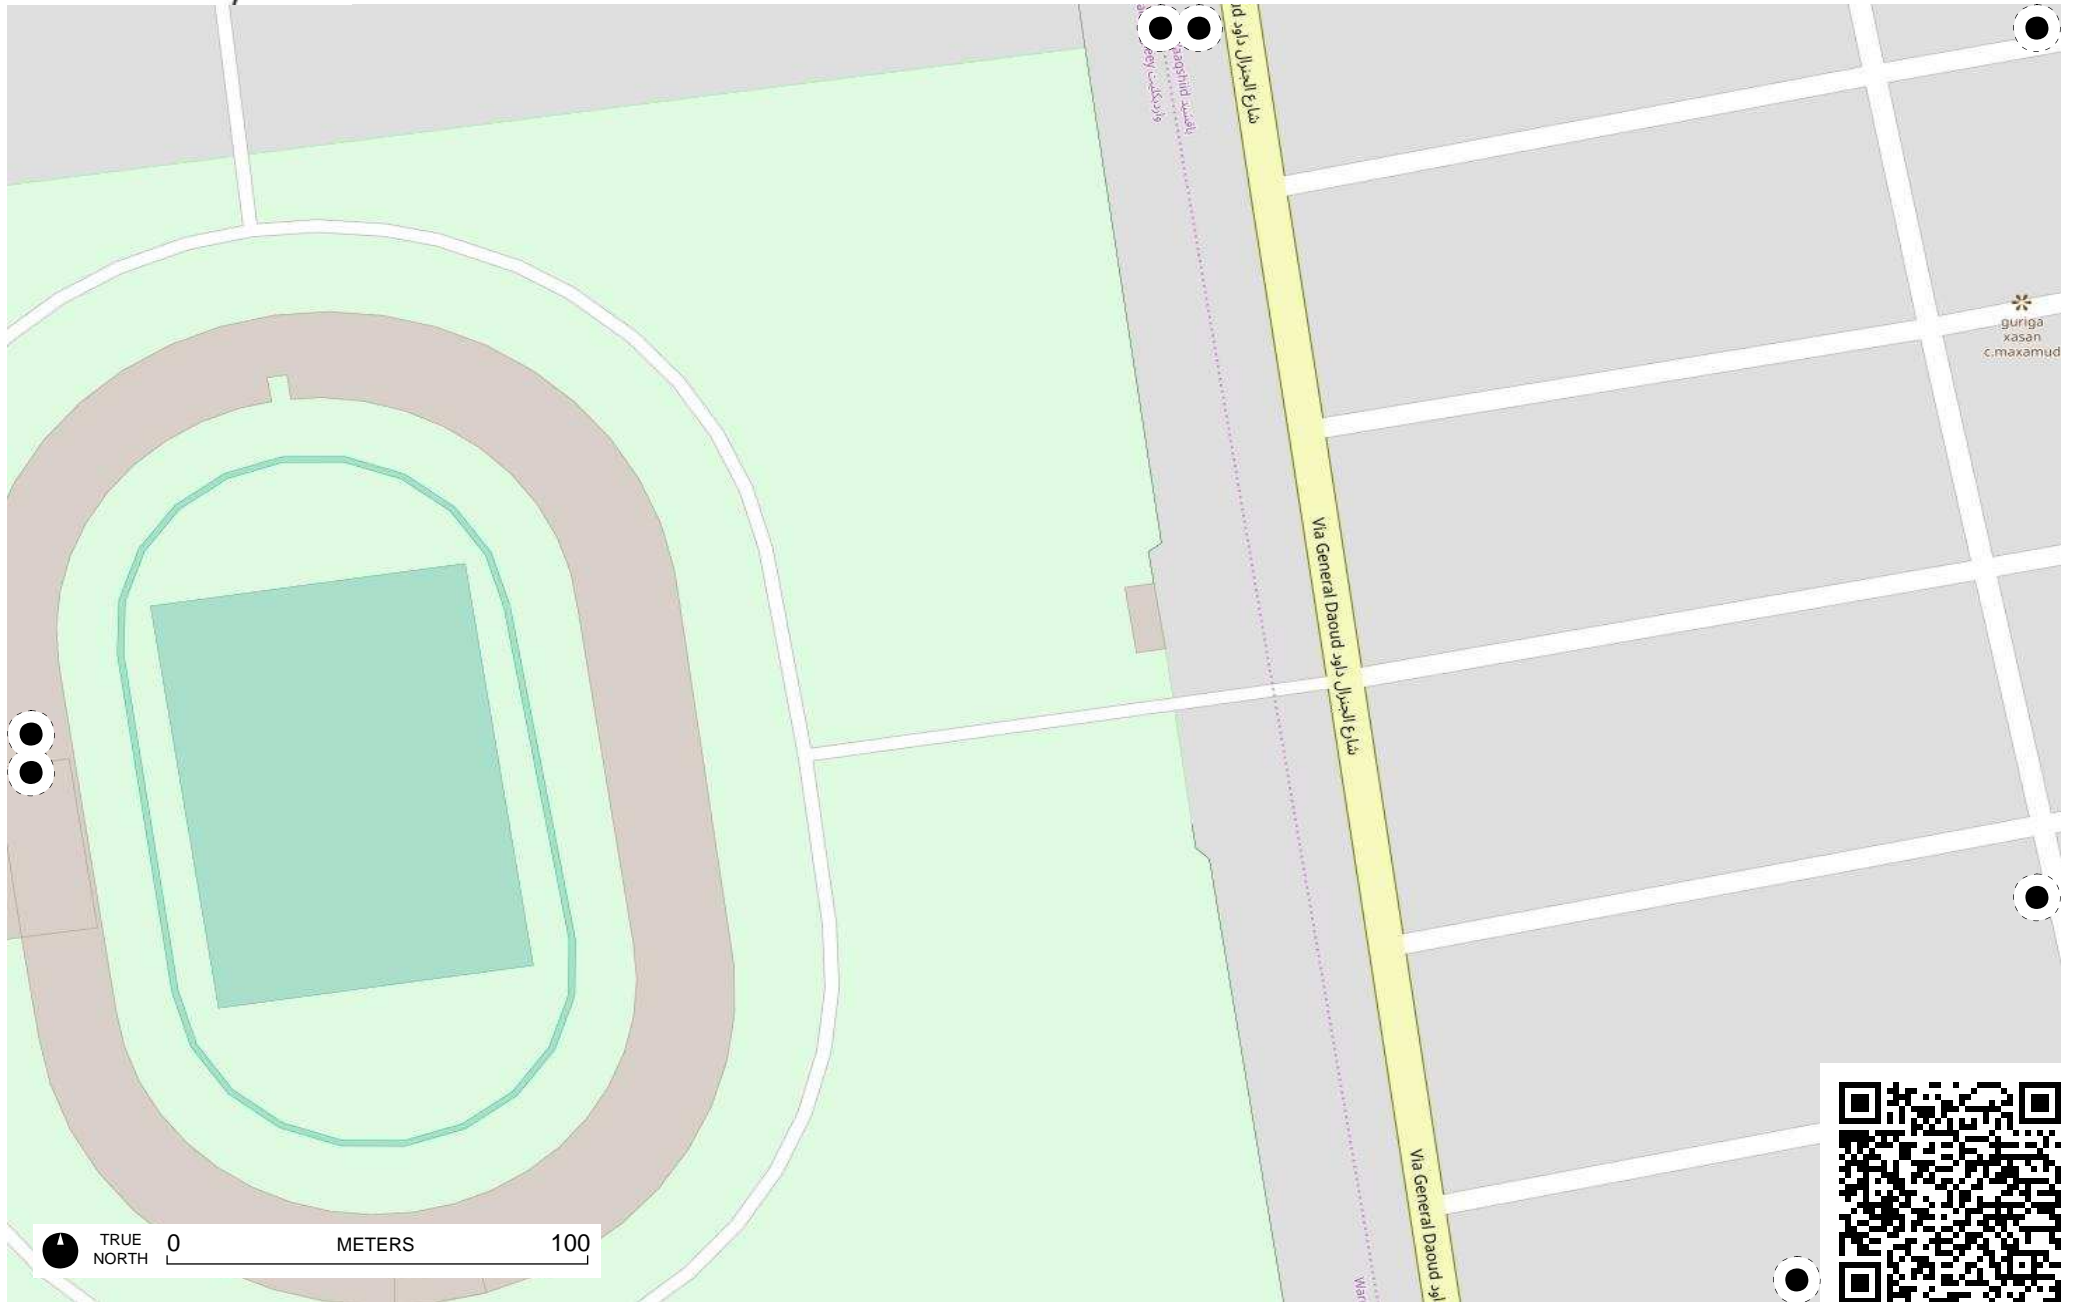 شارع الجنرال داود
ياقشيد
guriga
xasan
c.maxamud
Via General Daoud شارع الجنرال داود
Via General Daoud
TRUE
NORTH
0 METERS 100